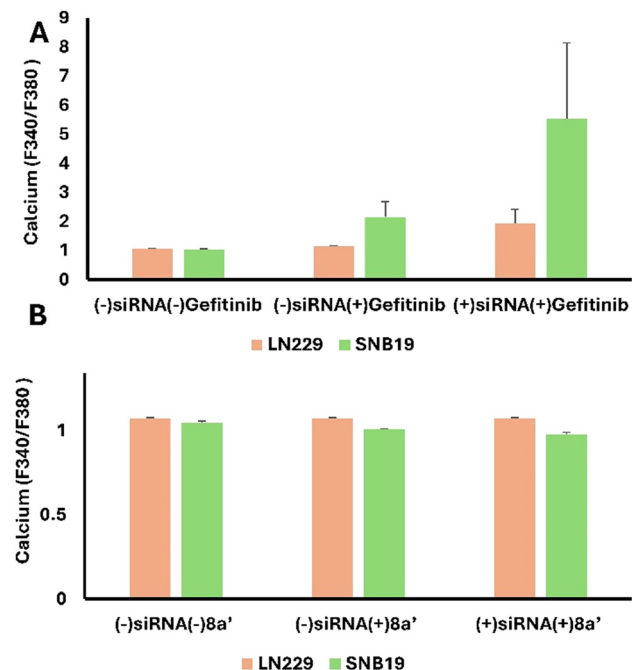 A
Calcium (F340/F380)
9
8
7
6
5
4
3
2
1
0
(-)siRNA(-)Gefitinib (-)siRNA(+)Gefitinib (+)siRNA(+)Gefitinib
LN229 SNB19
B
Calcium (F340/F380)
1
0.5
0
(-)siRNA(-)8a' (-)siRNA(+)8a' (+)siRNA(+)8a'
LN229 SNB19